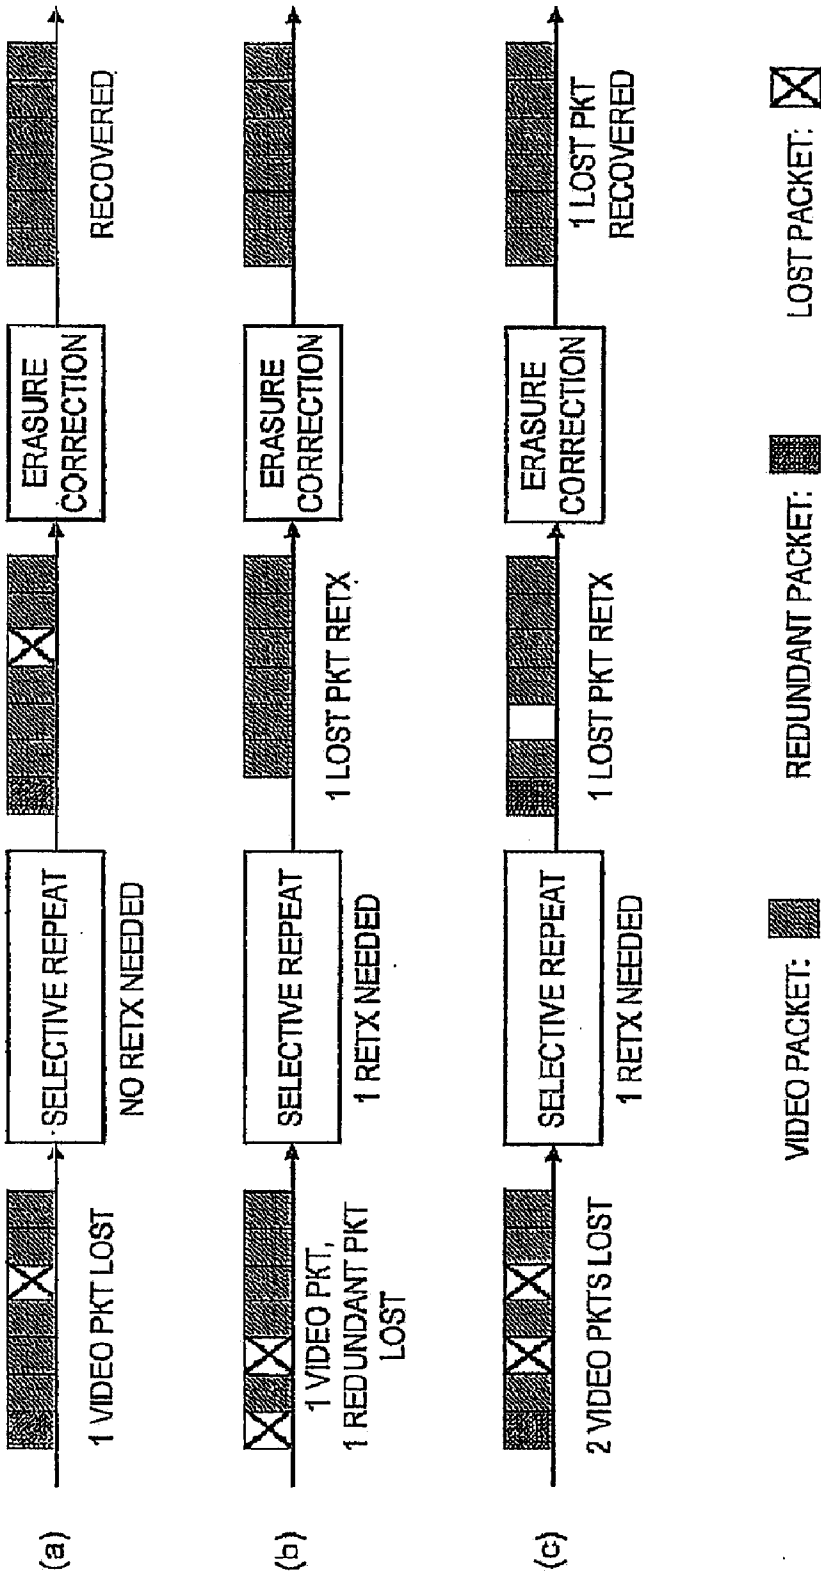 (a)
1 VIDEO PKT LOST
SELECTIVE REPEAT
NO RETX NEEDED
ERASURE
CORRECTION
RECOVERED
(b)
1 VIDEO PKT,
1 REDUNDANT PKT
LOST
SELECTIVE REPEAT
1 RETX NEEDED
1 LOST PKT RETX
ERASURE
CORRECTION
(c)
2 VIDEO PKTS LOST
SELECTIVE REPEAT
1 RETX NEEDED
1 LOST PKT RETX
ERASURE
CORRECTION
1 LOST PKT
RECOVERED
VIDEO PACKET:
REDUNDANT PACKET:
LOST PACKET: